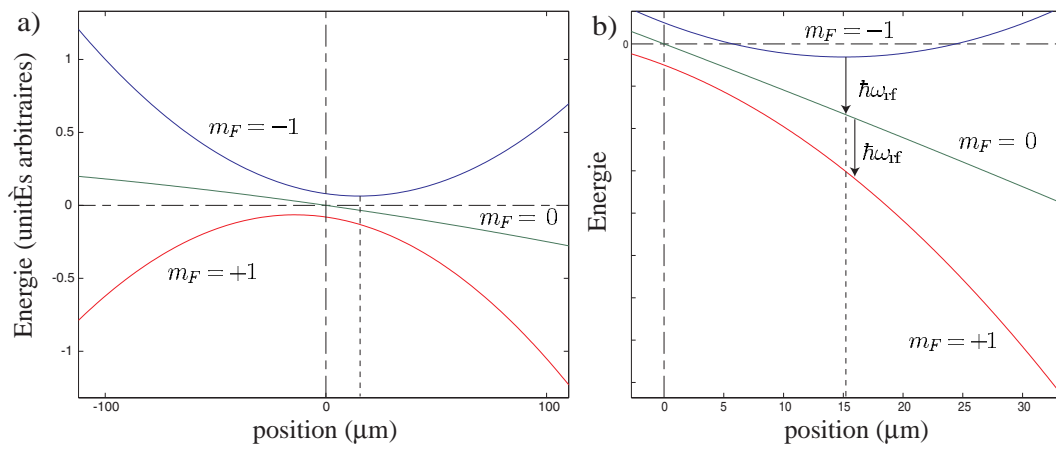 a)
Energie (unitÈs arbitraires)
1
0.5
0
-0.5
-1
m_F = −1
m_F = 0
m_F = +1
-100
0
100
position (μm)
b)
Energie
0
m_F = −1
ħω_rf
ħω_rf
m_F = 0
m_F = +1
0
5
10
15
20
25
30
position (μm)